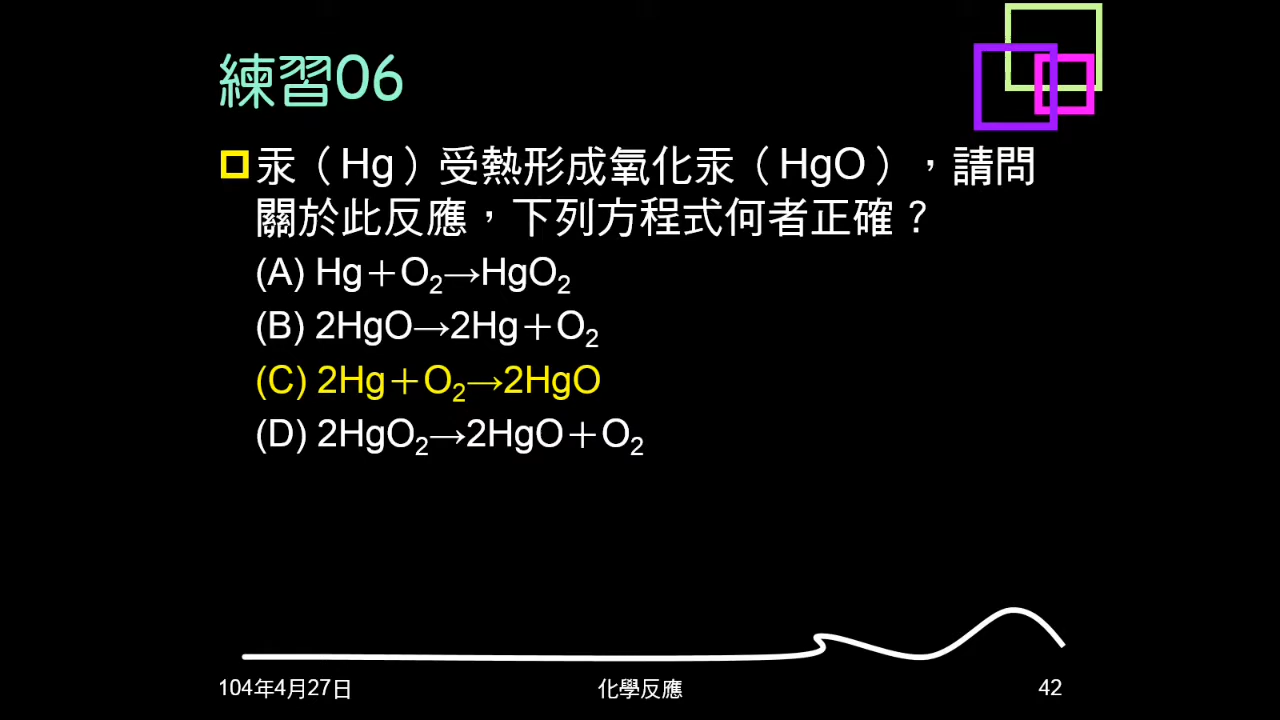 練習06
汞（Hg）受熱形成氧化汞（HgO），請問
關於此反應，下列方程式何者正確？
(A) Hg＋O₂→HgO₂
(B) 2HgO→2Hg＋O₂
(C) 2Hg＋O₂→2HgO
(D) 2HgO₂→2HgO＋O₂
104年4月27日
化學反應
42